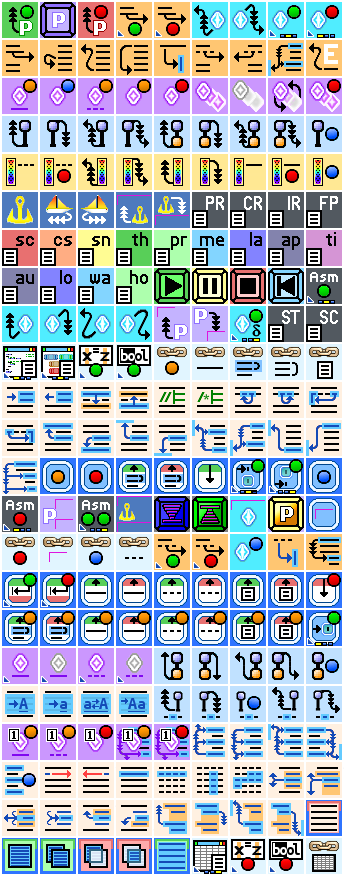 P P P
E
PR CR IR FP
sc cs sn th pr me la ap ti
au lo wa ho Asm
P P δ ST SC
x=z bool
// /*
Asm P Asm P
→A →a a⇄A →Aa
1 1 1 1 1
x=z bool